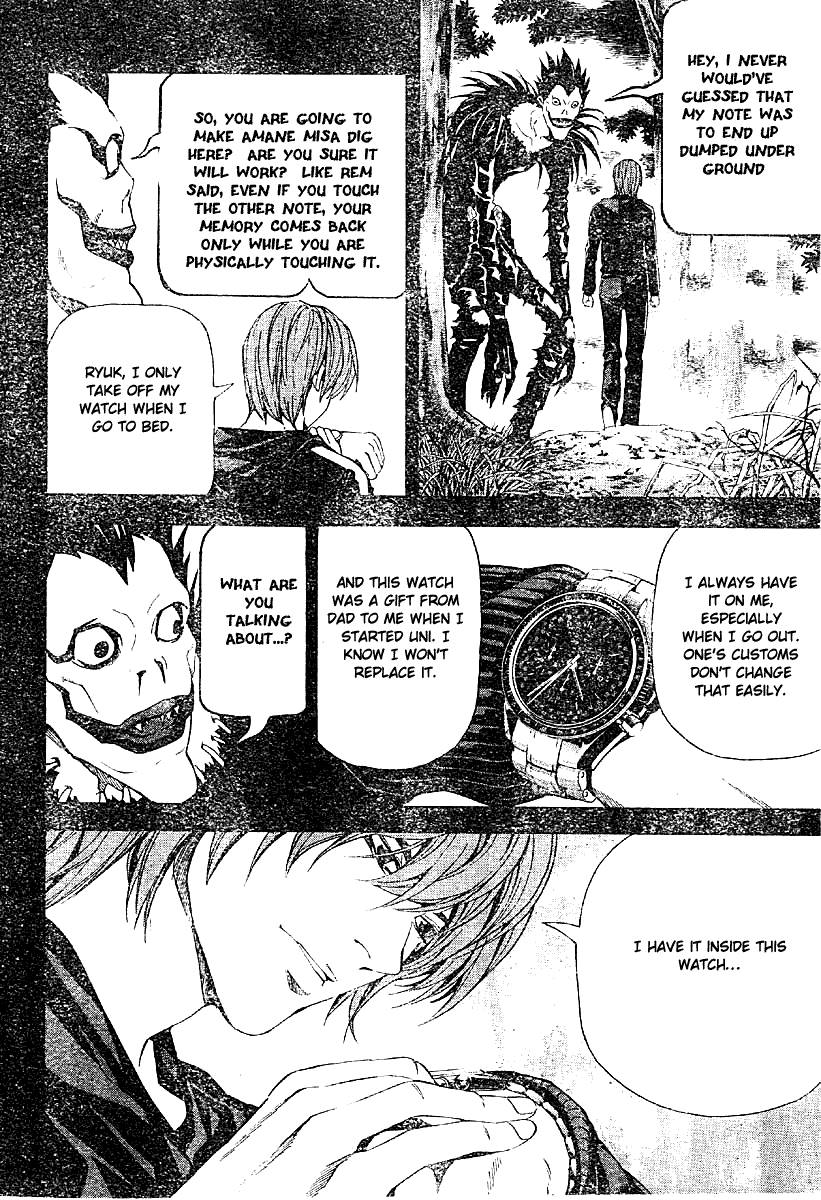 HEY, I NEVER
WOULD'VE
GUESSED THAT
MY NOTE WAS
TO END UP
DUMPED UNDER
GROUND
SO, YOU ARE GOING TO
MAKE AMANE MISA DIG
HERE? ARE YOU SURE IT
WILL WORK? LIKE REM
SAID, EVEN IF YOU TOUCH
THE OTHER NOTE, YOUR
MEMORY COMES BACK
ONLY WHILE YOU ARE
PHYSICALLY TOUCHING IT.
RYUK, I ONLY
TAKE OFF MY
WATCH WHEN I
GO TO BED.
I ALWAYS HAVE
IT ON ME,
ESPECIALLY
WHEN I GO OUT.
ONE'S CUSTOMS
DON'T CHANGE
THAT EASILY.
AND THIS WATCH
WAS A GIFT FROM
DAD TO ME WHEN I
STARTED UNI. I
KNOW I WON'T
REPLACE IT.
WHAT ARE
YOU
TALKING
ABOUT...?
I HAVE IT INSIDE THIS
WATCH...